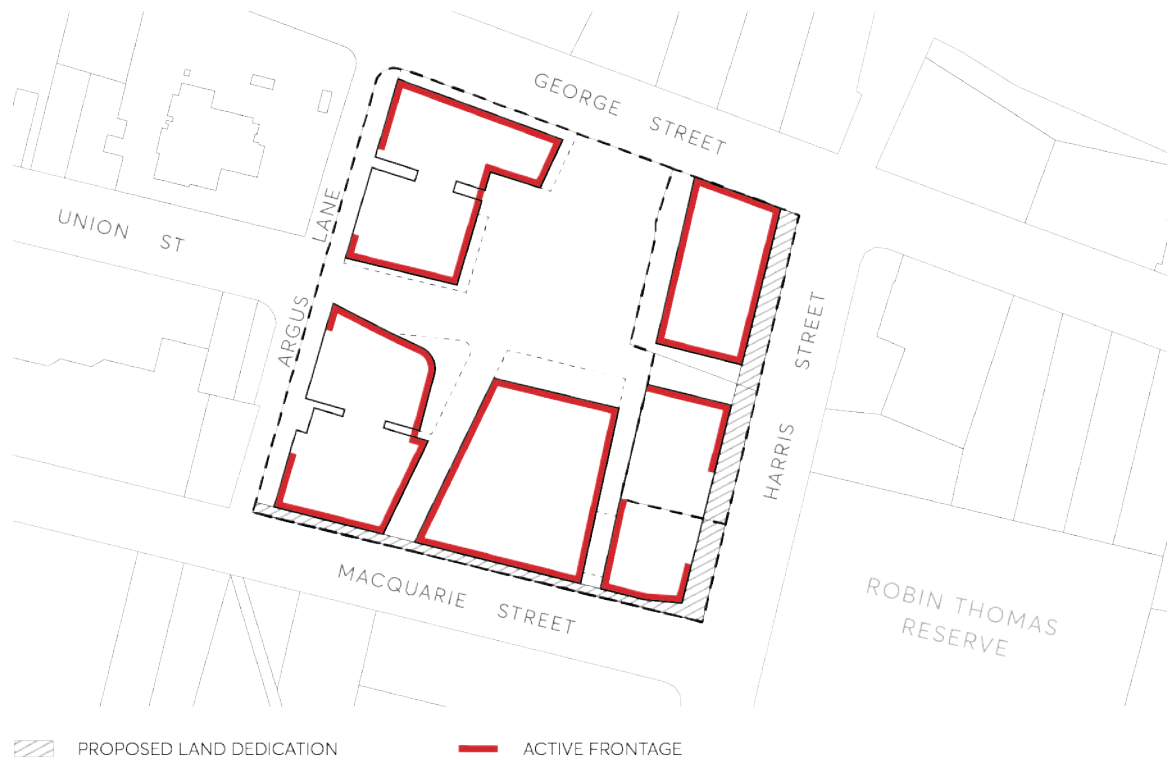 GEORGE STREET
UNION ST
ARGUS LANE
HARRIS STREET
MACQUARIE STREET
ROBIN THOMAS
RESERVE
PROPOSED LAND DEDICATION
ACTIVE FRONTAGE